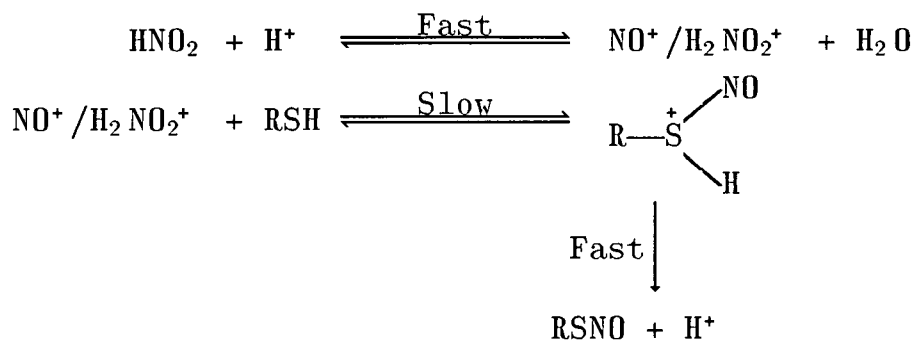 HNO₂ + H⁺ Fast NO⁺/H₂NO₂⁺ + H₂O
NO⁺/H₂NO₂⁺ + RSH Slow R—S⁺ NO H
Fast
RSNO + H⁺